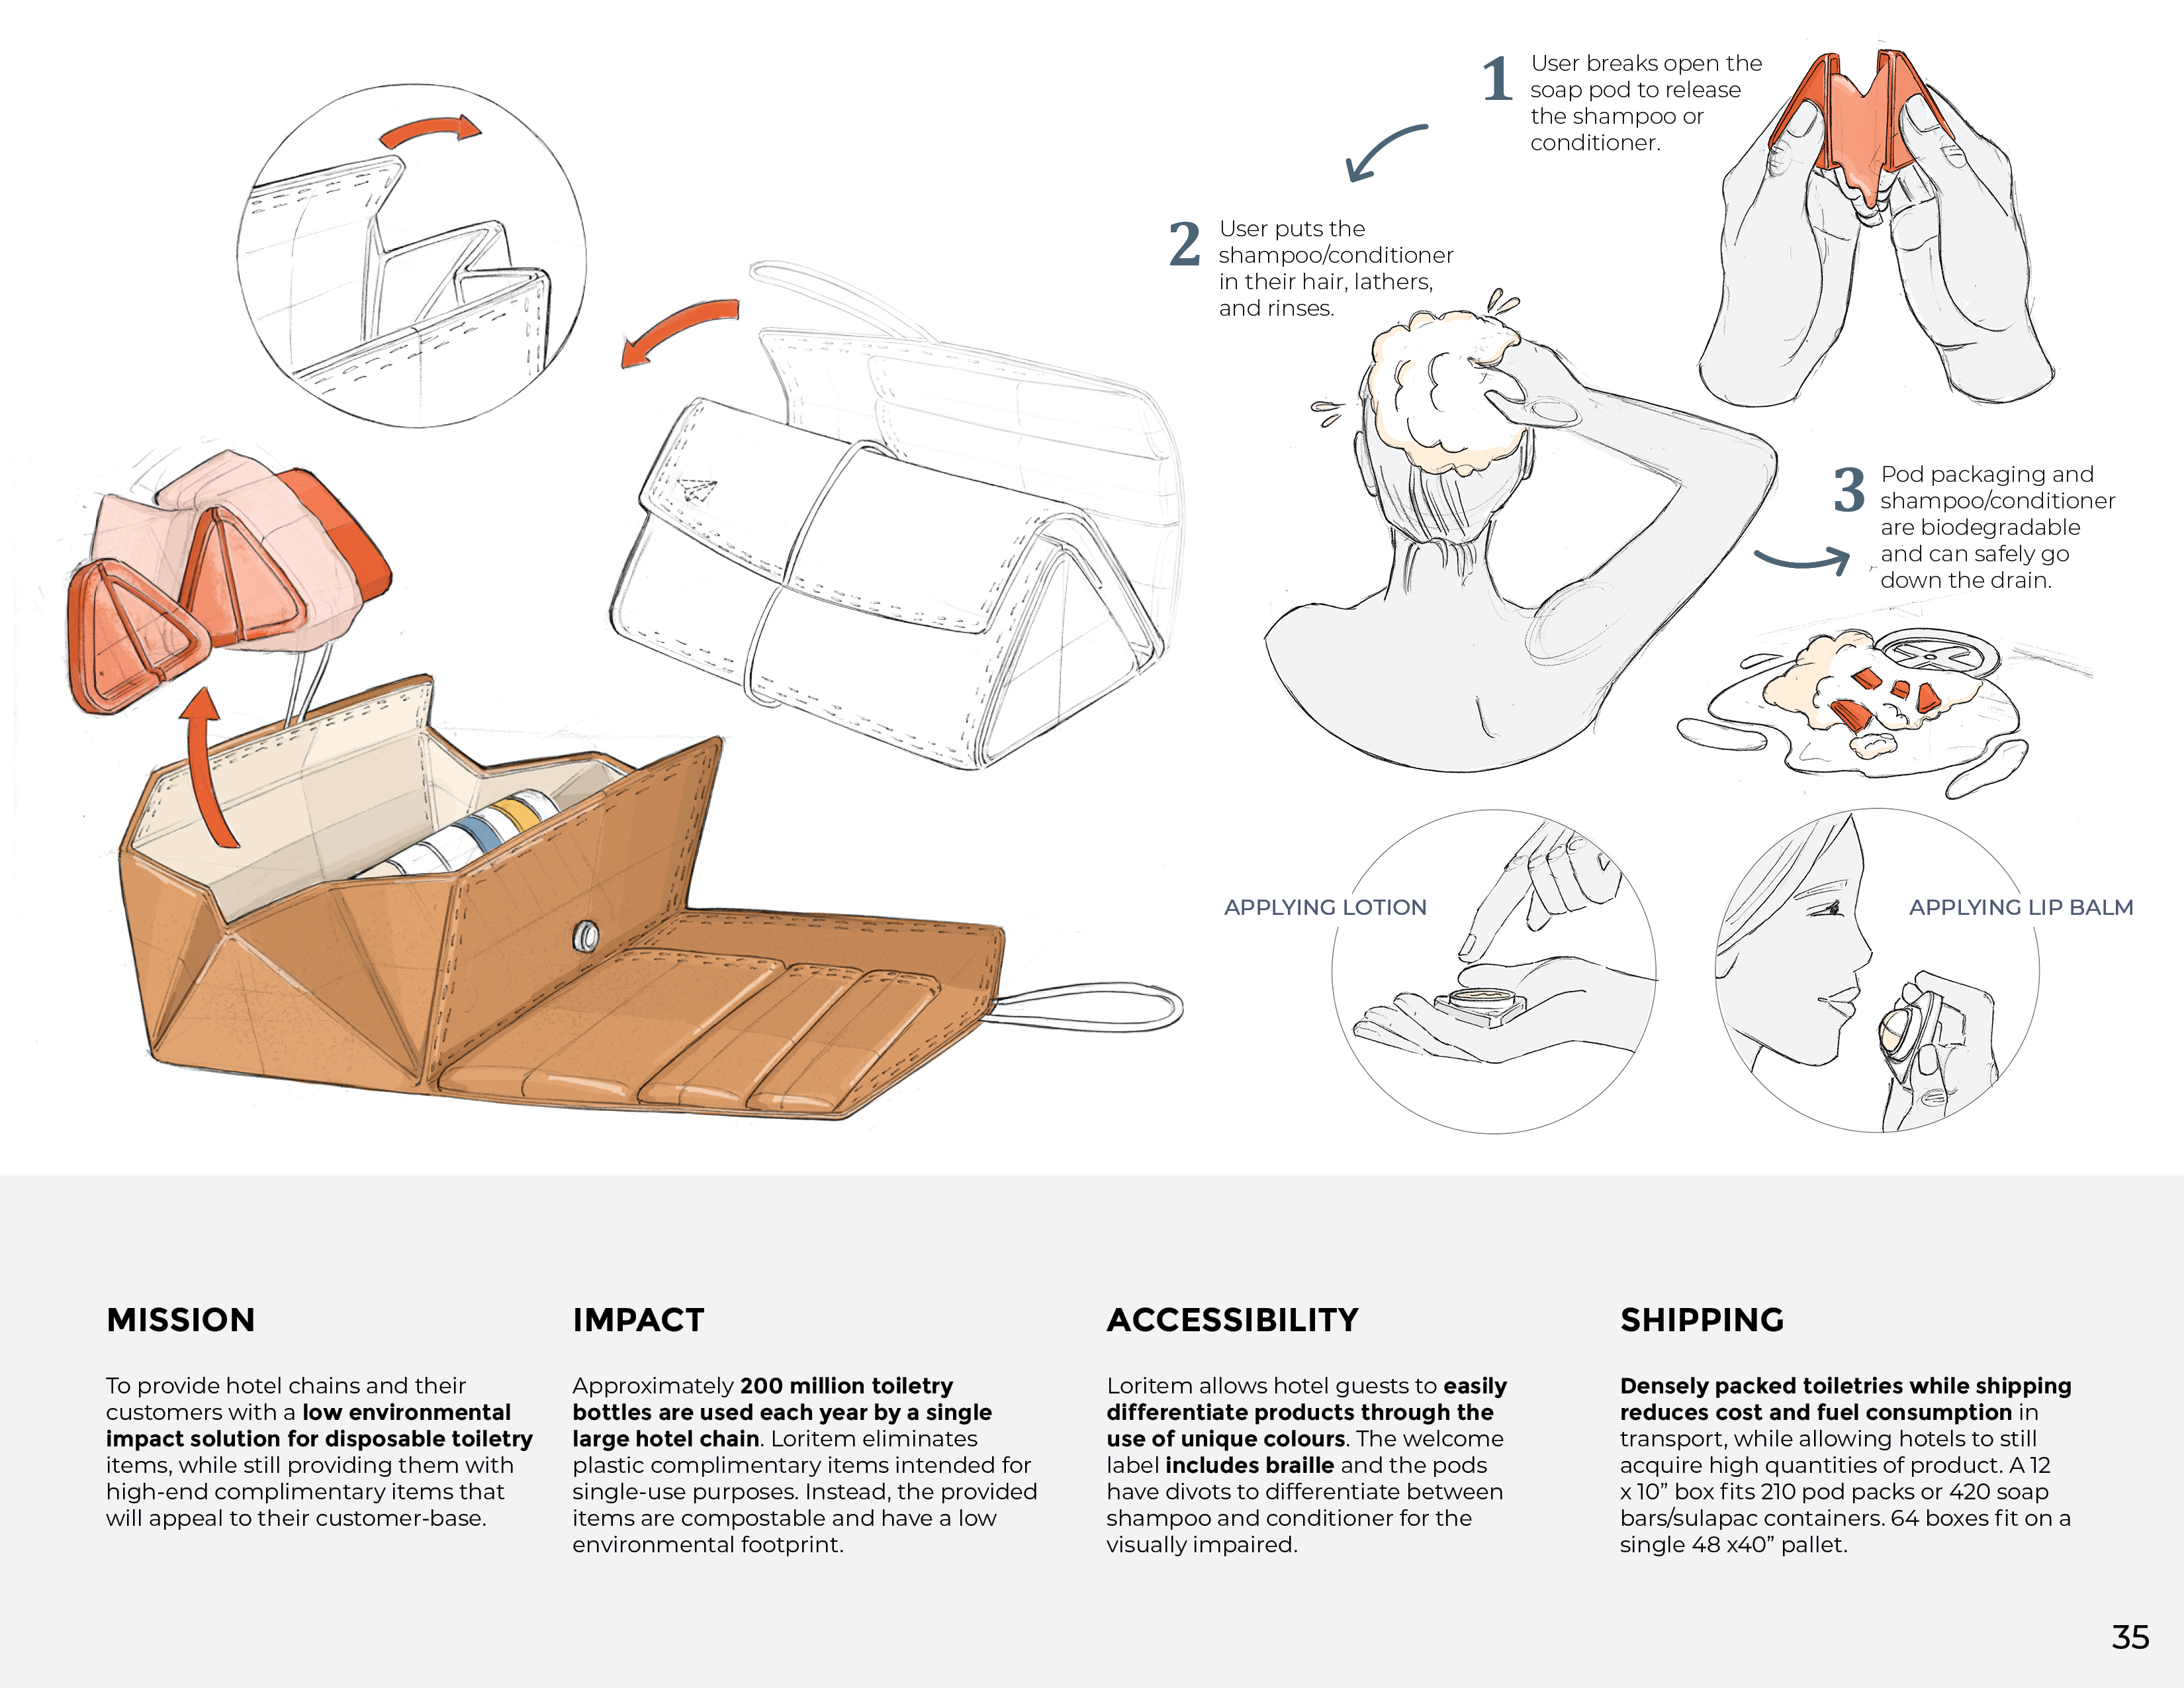 1
User breaks open the
soap pod to release
the shampoo or
conditioner.
2
User puts the
shampoo/conditioner
in their hair, lathers,
and rinses.
3
Pod packaging and
shampoo/conditioner
are biodegradable
and can safely go
down the drain.
APPLYING LOTION
APPLYING LIP BALM
MISSION
To provide hotel chains and their
customers with a low environmental
impact solution for disposable toiletry
items, while still providing them with
high-end complimentary items that
will appeal to their customer-base.
IMPACT
Approximately 200 million toiletry
bottles are used each year by a single
large hotel chain. Loritem eliminates
plastic complimentary items intended for
single-use purposes. Instead, the provided
items are compostable and have a low
environmental footprint.
ACCESSIBILITY
Loritem allows hotel guests to easily
differentiate products through the
use of unique colours. The welcome
label includes braille and the pods
have divots to differentiate between
shampoo and conditioner for the
visually impaired.
SHIPPING
Densely packed toiletries while shipping
reduces cost and fuel consumption in
transport, while allowing hotels to still
acquire high quantities of product. A 12
x 10” box fits 210 pod packs or 420 soap
bars/sulapac containers. 64 boxes fit on a
single 48 x40” pallet.
35